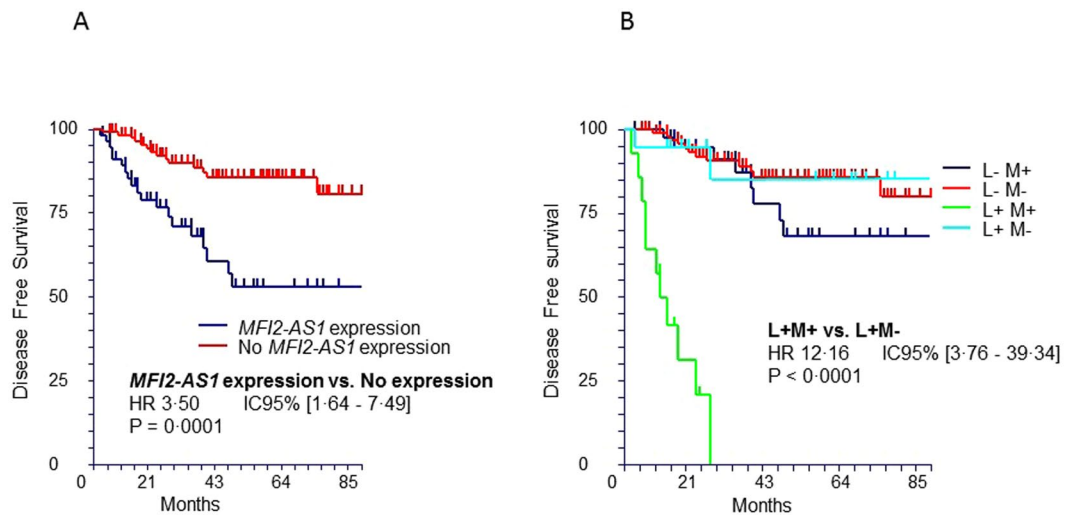 A
Disease Free Survival
100
75
50
25
0
0 21 43 64 85
Months
MFI2-AS1 expression
No MFI2-AS1 expression
MFI2-AS1 expression vs. No expression
HR 3·50 IC95% [1·64 - 7·49]
P = 0·0001
B
Disease Free survival
100
75
50
25
0
0 21 43 64 85
Months
L- M+
L- M-
L+ M+
L+ M-
L+M+ vs. L+M-
HR 12·16 IC95% [3·76 - 39·34]
P < 0·0001